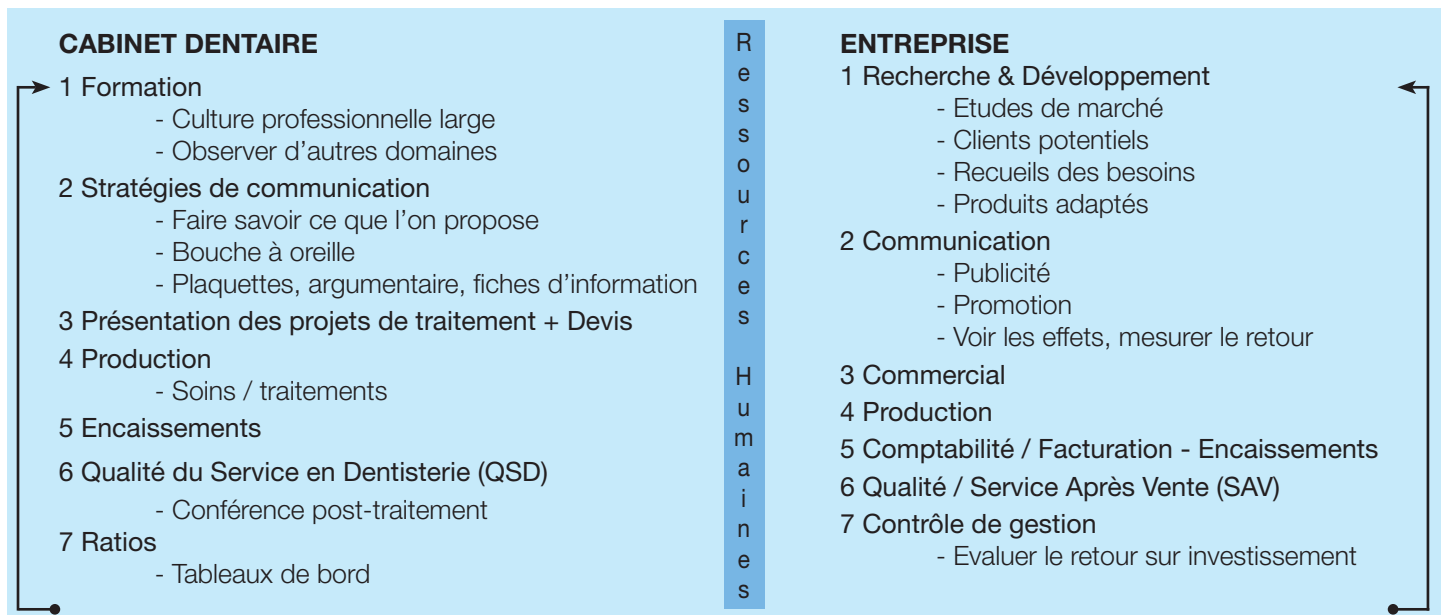 CABINET DENTAIRE
1 Formation
- Culture professionnelle large
- Observer d'autres domaines
2 Stratégies de communication
- Faire savoir ce que l'on propose
- Bouche à oreille
- Plaquettes, argumentaire, fiches d'information
3 Présentation des projets de traitement + Devis
4 Production
- Soins / traitements
5 Encaissements
6 Qualité du Service en Dentisterie (QSD)
- Conférence post-traitement
7 Ratios
- Tableaux de bord
Ressources Humaines
ENTREPRISE
1 Recherche & Développement
- Etudes de marché
- Clients potentiels
- Recueils des besoins
- Produits adaptés
2 Communication
- Publicité
- Promotion
- Voir les effets, mesurer le retour
3 Commercial
4 Production
5 Comptabilité / Facturation - Encaissements
6 Qualité / Service Après Vente (SAV)
7 Contrôle de gestion
- Evaluer le retour sur investissement